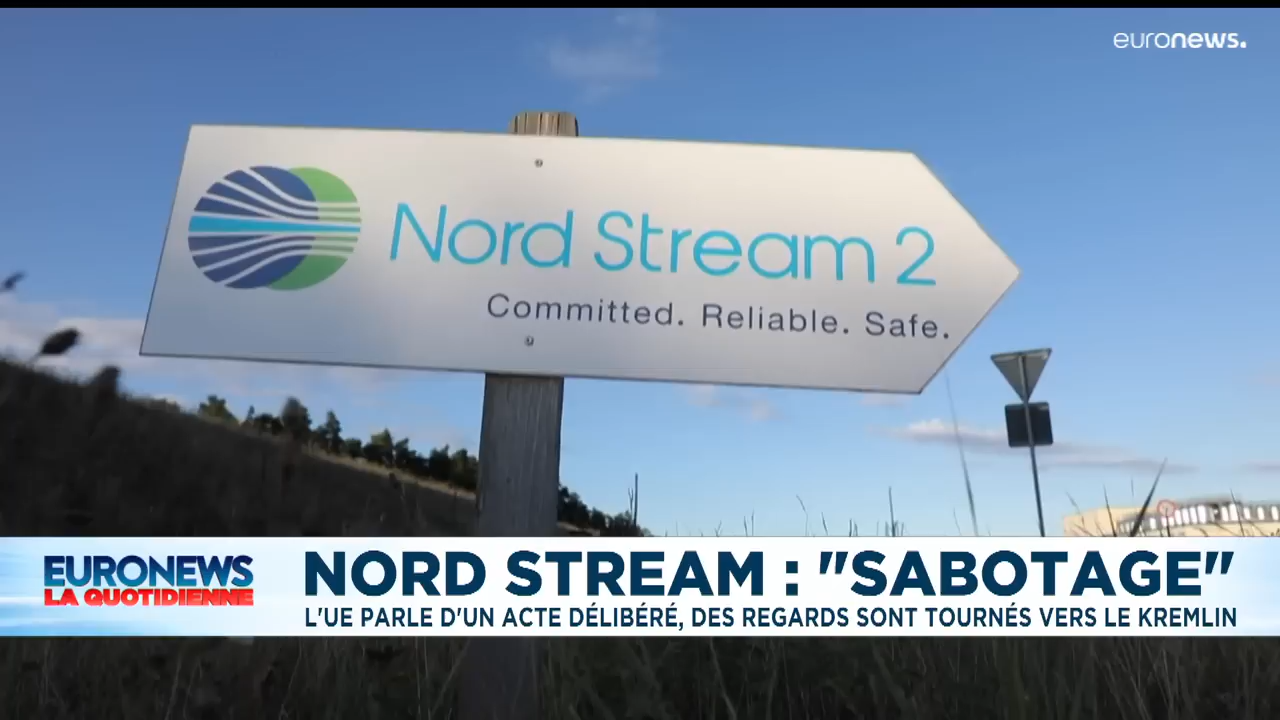 euronews.
Nord Stream 2
Committed. Reliable. Safe.
EURONEWS
LA QUOTIDIENNE
NORD STREAM : "SABOTAGE"
L'UE PARLE D'UN ACTE DÉLIBÉRÉ, DES REGARDS SONT TOURNÉS VERS LE KREMLIN